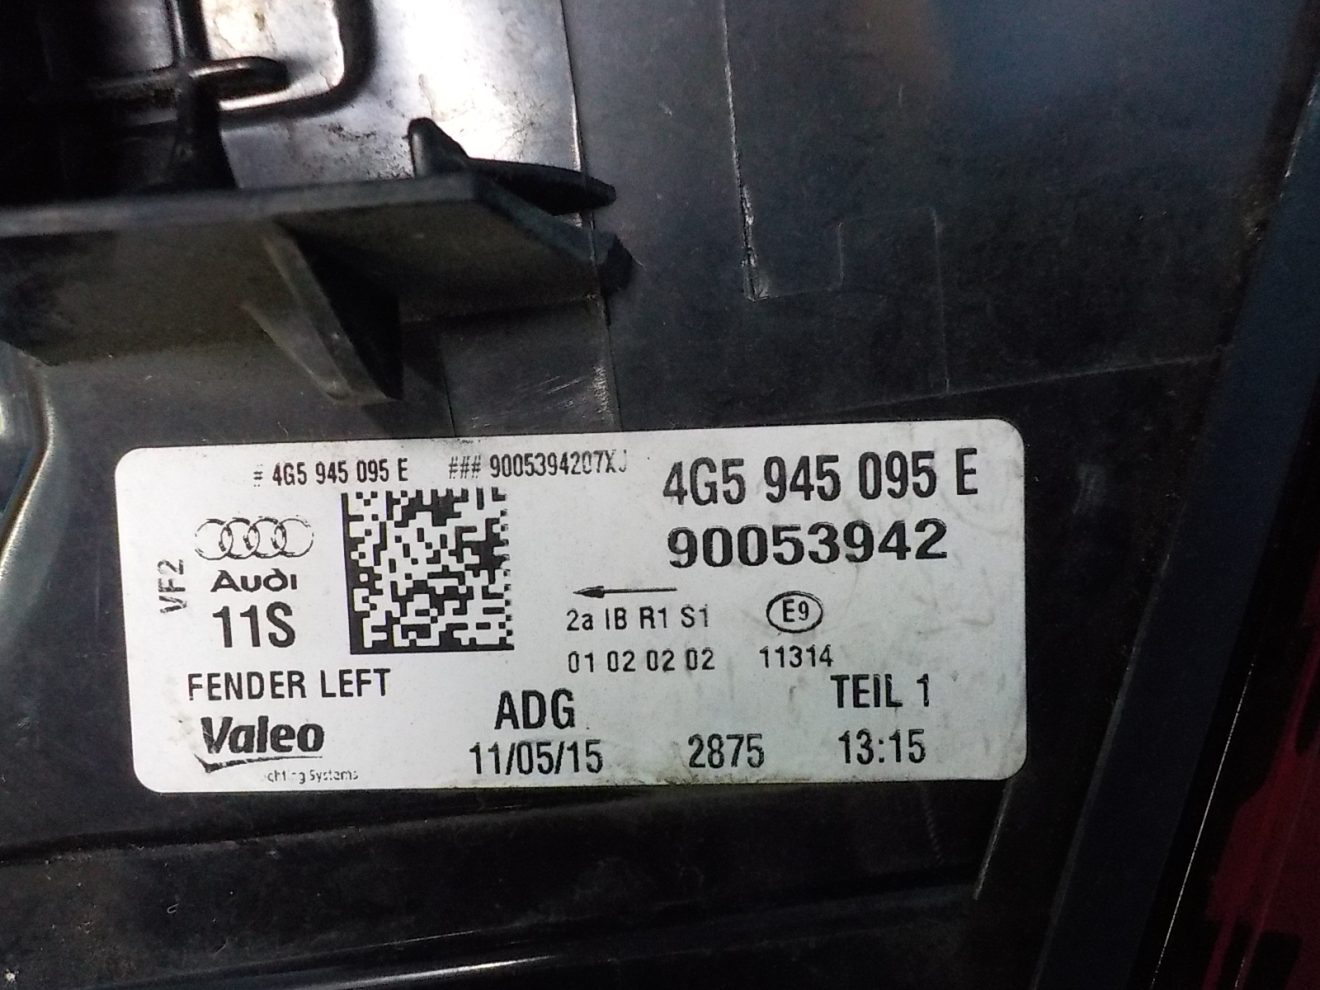 # 4G5 945 095 E ### 9005394207XJ
4G5 945 095 E
90053942
VF2
Audi
11S
2a IB R1 S1 E9
01 02 02 02 11314
FENDER LEFT
ADG
TEIL 1
Valeo
Systems
11/05/15 2875 13:15